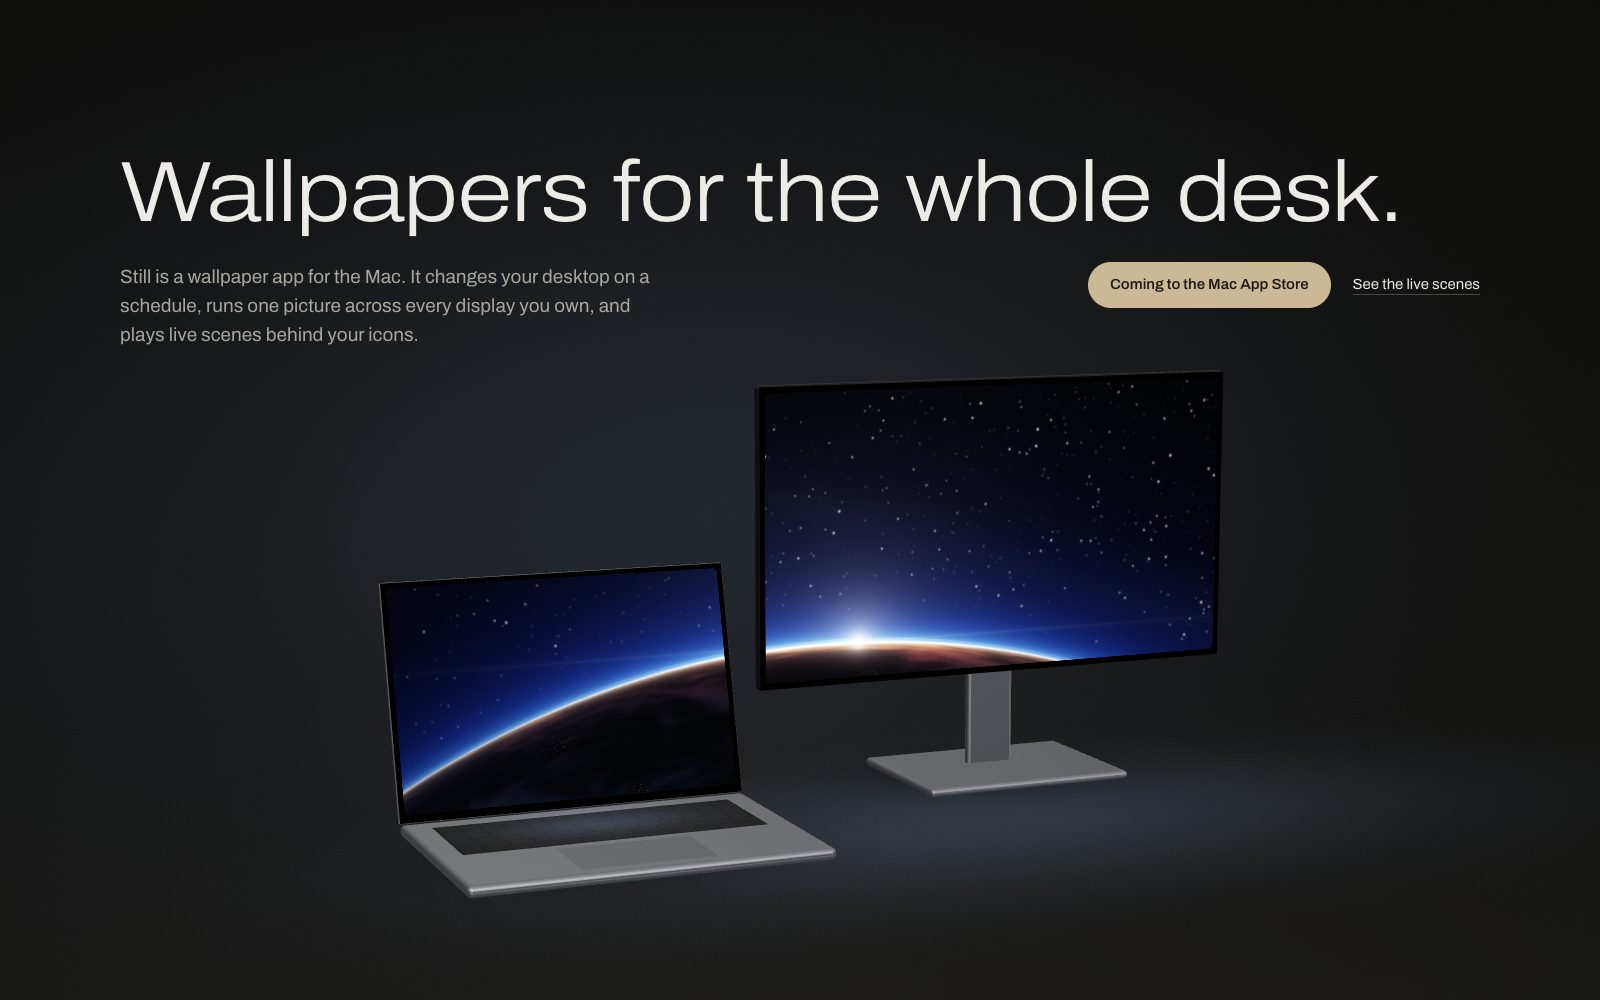 Wallpapers for the whole desk.
Still is a wallpaper app for the Mac. It changes your desktop on a
schedule, runs one picture across every display you own, and
plays live scenes behind your icons.
Coming to the Mac App Store
See the live scenes